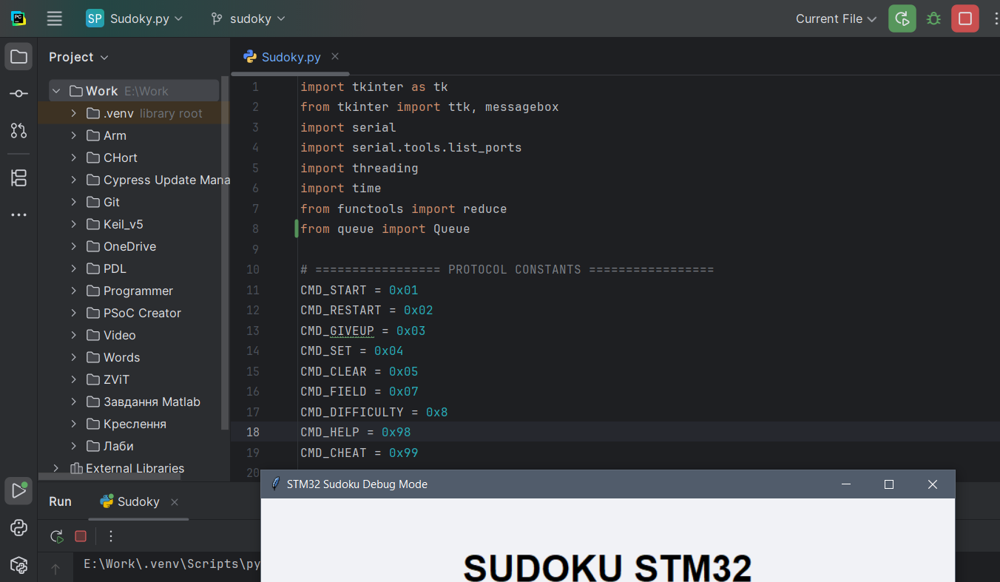 PC
SP Sudoky.py
sudoky
Current File
Project
Sudoky.py
Work E:\Work
.venv library root
Arm
CHort
Cypress Update Mana
Git
Keil_v5
OneDrive
PDL
Programmer
PSoC Creator
Video
Words
ZViT
Завдання Matlab
Креслення
Лаби
External Libraries
1 import tkinter as tk
2 from tkinter import ttk, messagebox
3 import serial
4 import serial.tools.list_ports
5 import threading
6 import time
7 from functools import reduce
8 from queue import Queue
9
10 # ================= PROTOCOL CONSTANTS =================
11 CMD_START = 0x01
12 CMD_RESTART = 0x02
13 CMD_GIVEUP = 0x03
14 CMD_SET = 0x04
15 CMD_CLEAR = 0x05
16 CMD_FIELD = 0x07
17 CMD_DIFFICULTY = 0x8
18 CMD_HELP = 0x98
19 CMD_CHEAT = 0x99
20
Run
Sudoky
E:\Work\.venv\Scripts\py
STM32 Sudoku Debug Mode
SUDOKU STM32